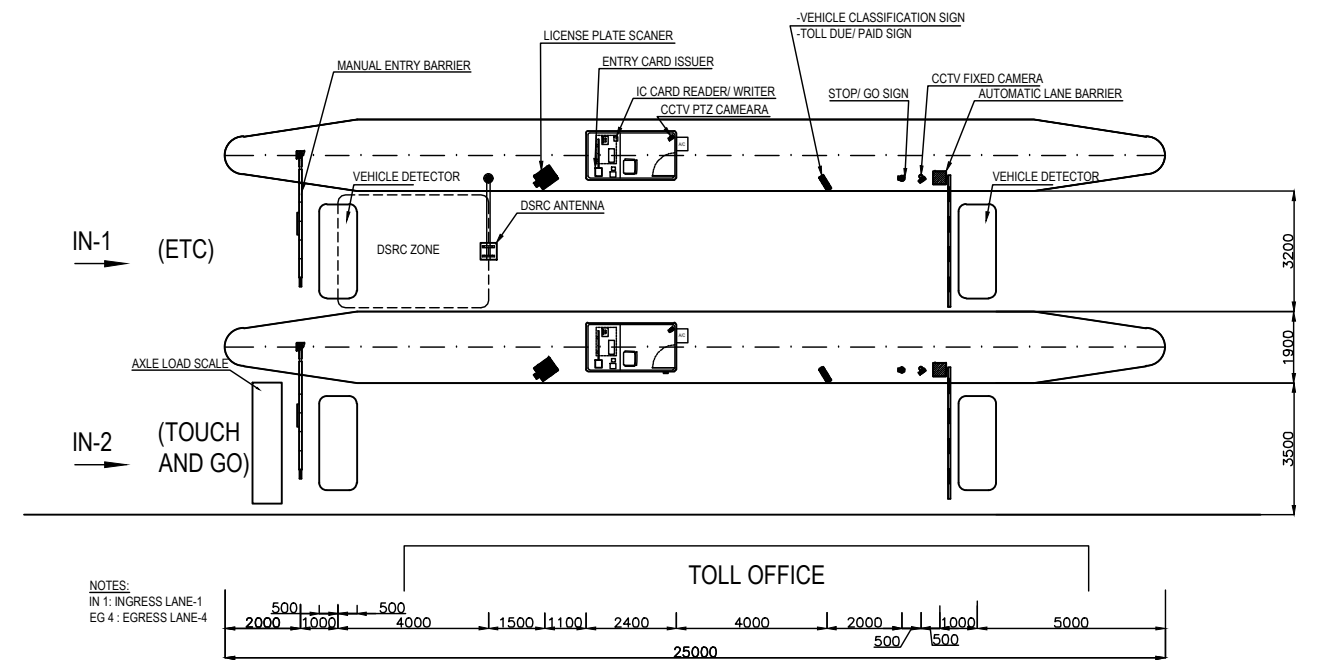 -VEHICLE CLASSIFICATION SIGN
-TOLL DUE/ PAID SIGN
LICENSE PLATE SCANER
MANUAL ENTRY BARRIER
ENTRY CARD ISSUER
IC CARD READER/ WRITER
CCTV PTZ CAMEARA
STOP/ GO SIGN
CCTV FIXED CAMERA
AUTOMATIC LANE BARRIER
A/C
VEHICLE DETECTOR
VEHICLE DETECTOR
DSRC ANTENNA
IN-1
(ETC)
DSRC ZONE
3200
1900
A/C
AXLE LOAD SCALE
IN-2
(TOUCH
AND GO)
3500
TOLL OFFICE
NOTES:
IN 1: INGRESS LANE-1
EG 4 : EGRESS LANE-4
500
500
2000
1000
4000
1500
1100
2400
4000
2000
500
500
1000
5000
25000